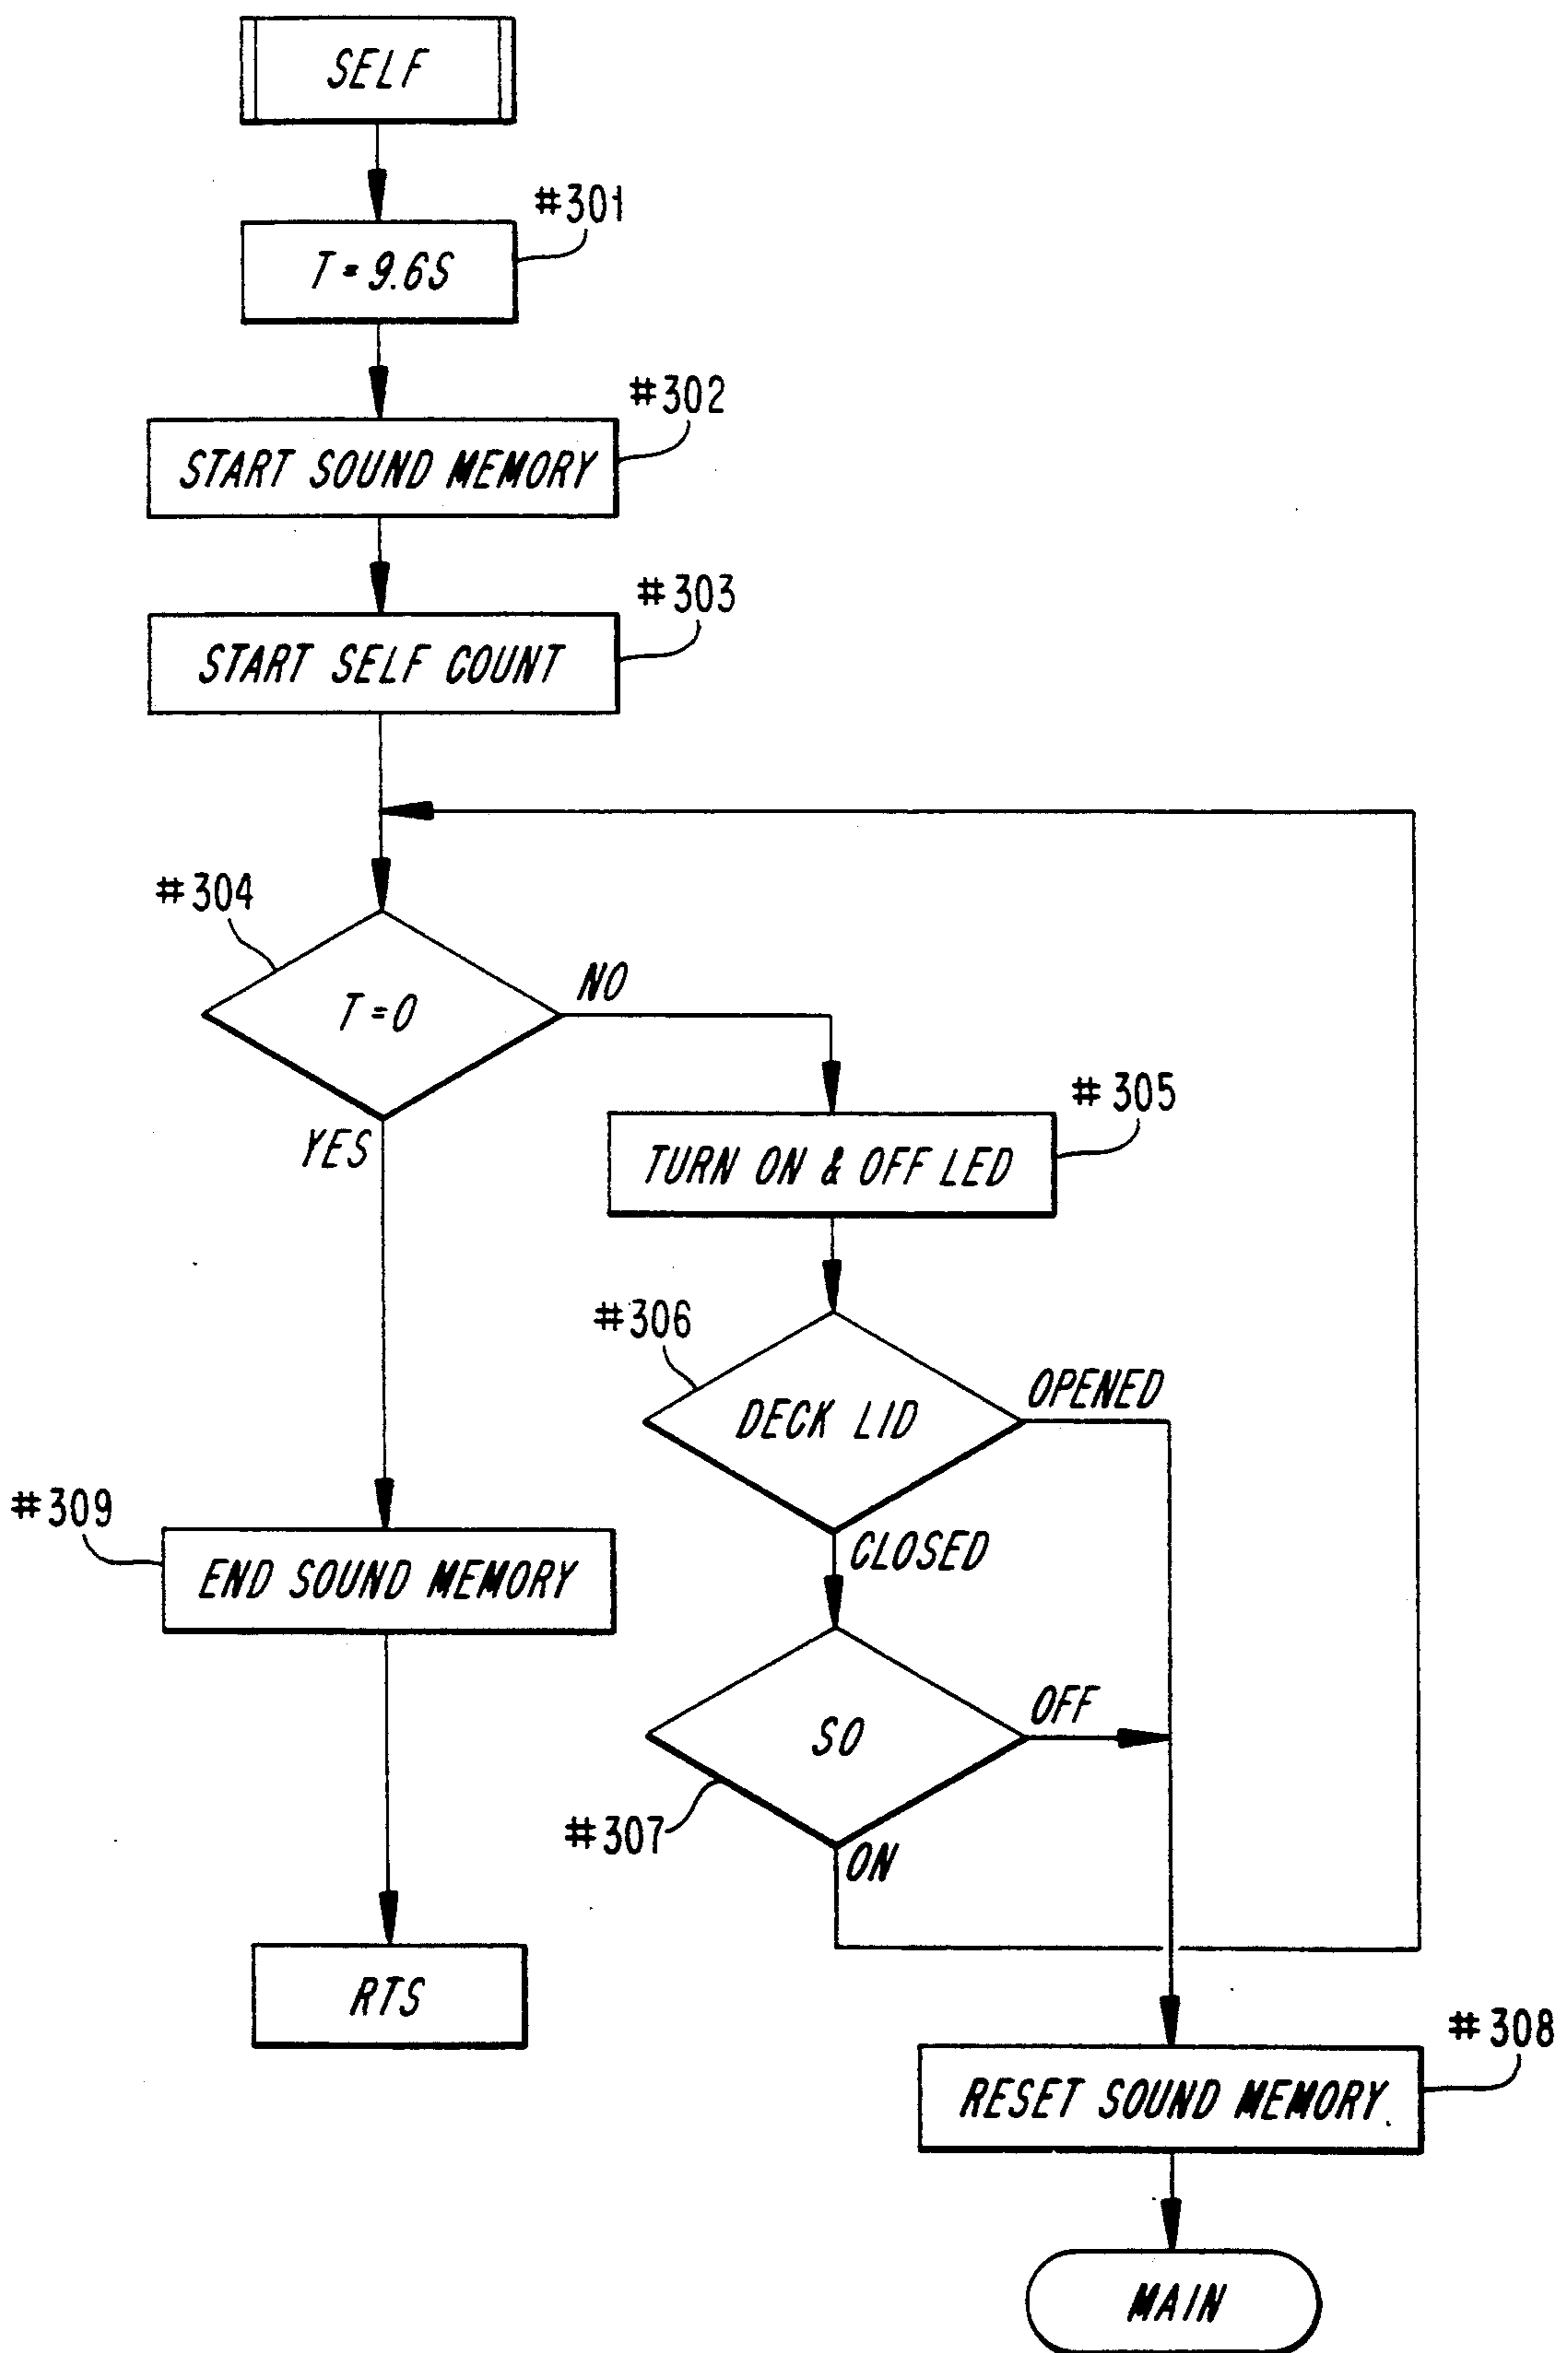 SELF
#301
T=9.6S
#302
START SOUND MEMORY
#303
START SELF COUNT
#304
T=0
NO
YES
#305
TURN ON & OFF LED
#306
DECK LID
OPENED
CLOSED
#309
END SOUND MEMORY
SO
OFF
#307
ON
RTS
#308
RESET SOUND MEMORY
MAIN